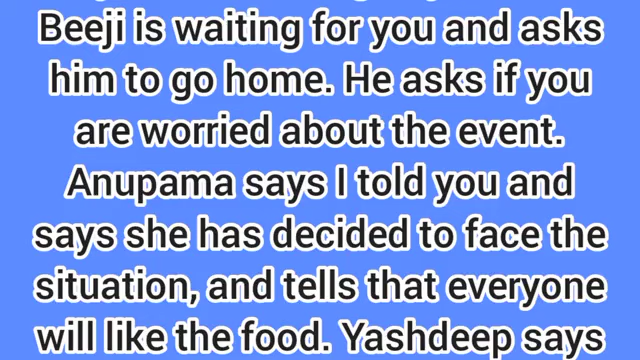 Beeji is waiting for you and asks
him to go home. He asks if you
are worried about the event.
Anupama says I told you and
says she has decided to face the
situation, and tells that everyone
will like the food. Yashdeep says